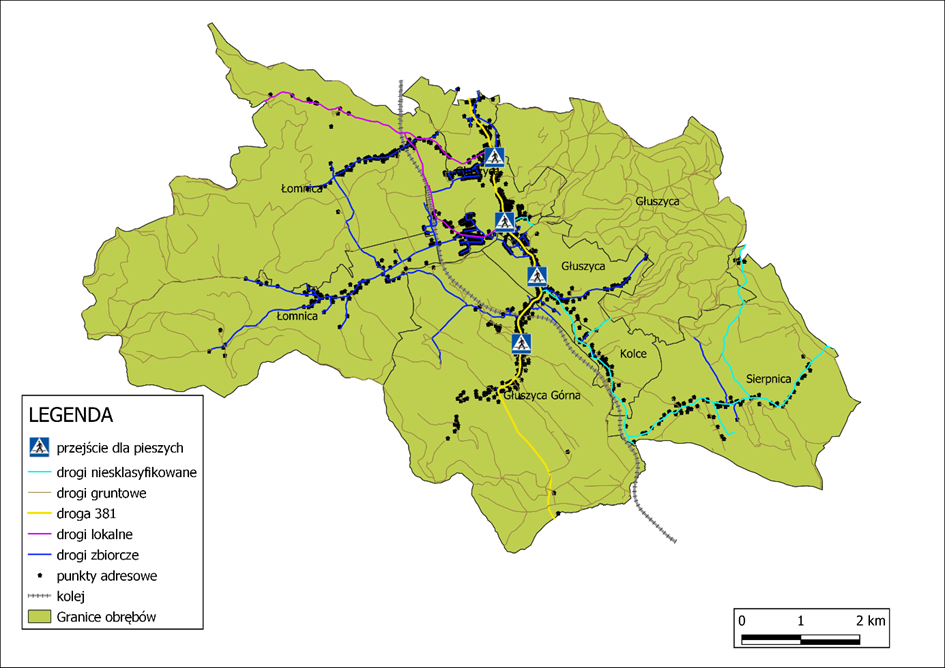 Głuszyca
Łomnica
Głuszyca
Głuszyca
Łomnica
Kolce
Sierpnica
Głuszyca Górna
LEGENDA
przejście dla pieszych
drogi niesklasyfikowane
drogi gruntowe
droga 381
drogi lokalne
drogi zbiorcze
punkty adresowe
kolej
Granice obrębów
0 1 2 km